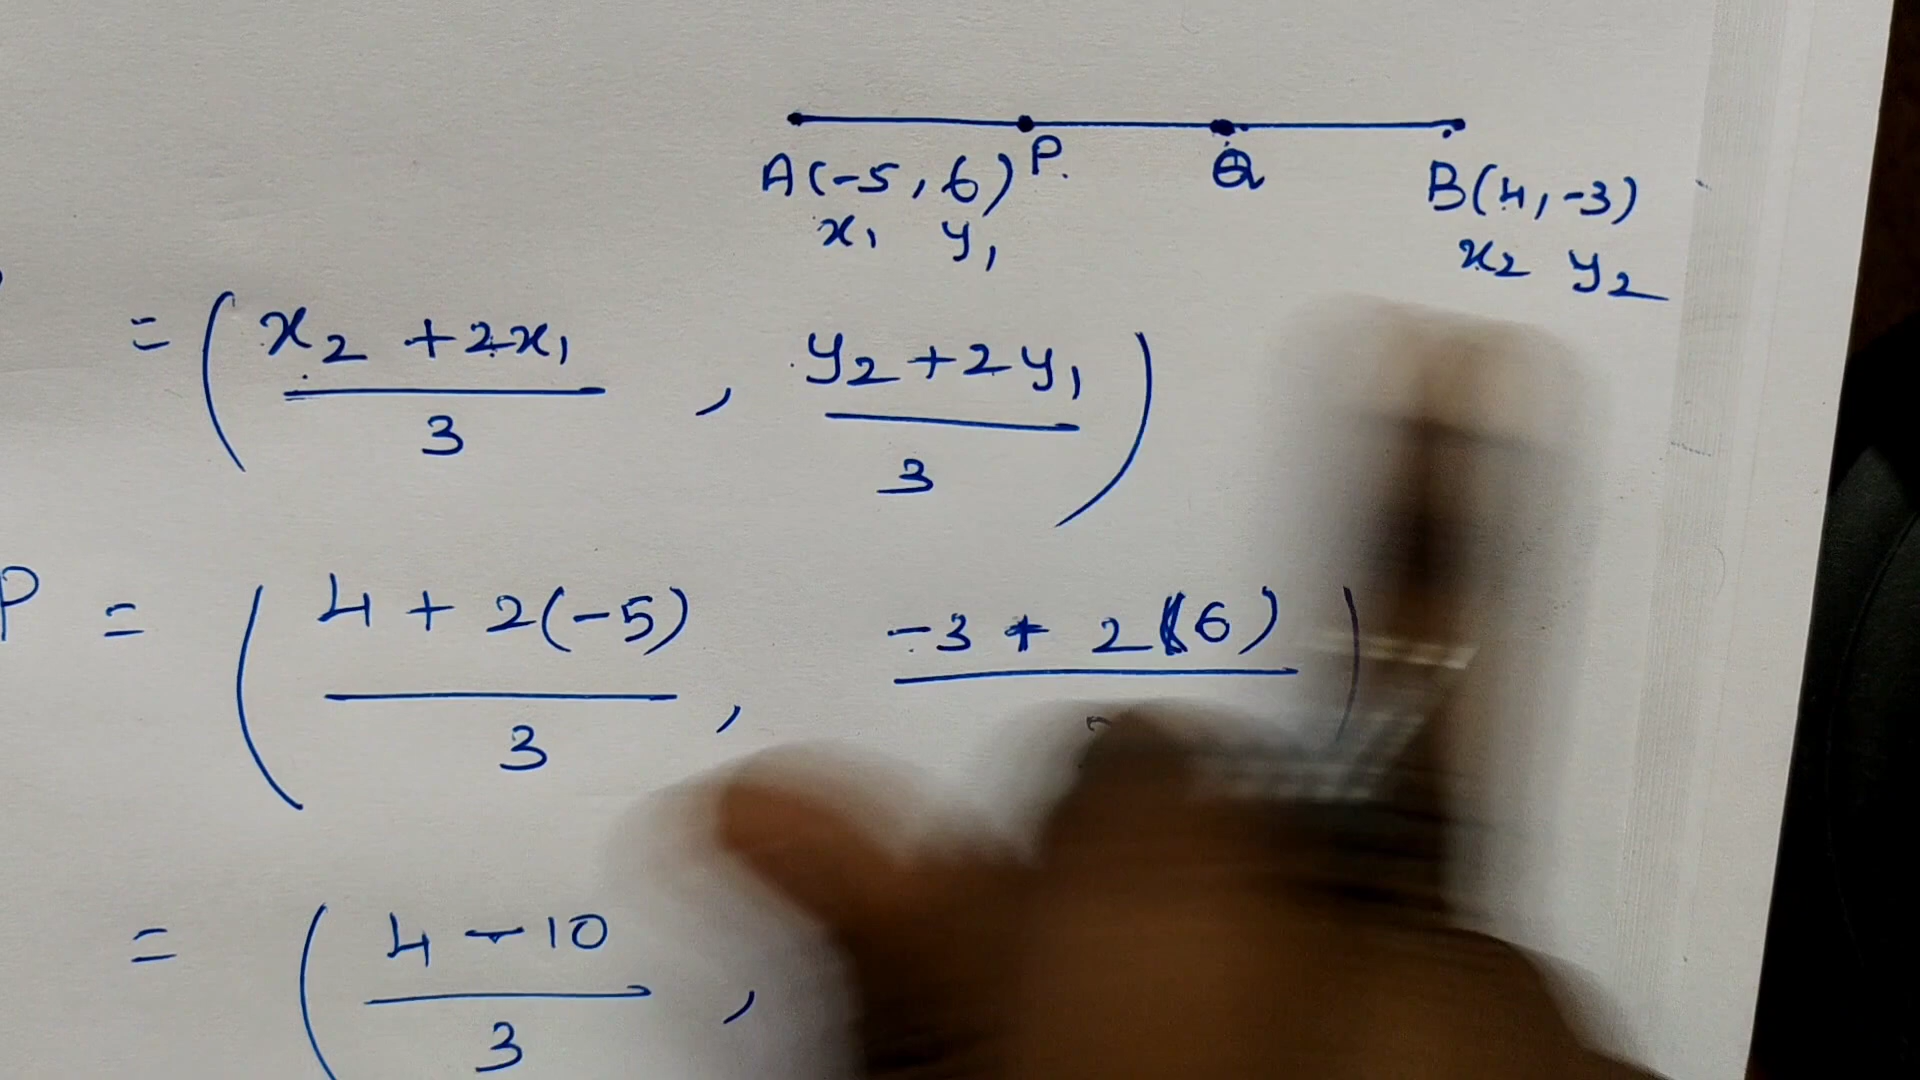 A(-5, 6) P. Q B(4, -3)
x₁ y₁ x₂ y₂
= ( x₂ + 2x₁ / 3 , y₂ + 2y₁ / 3 )
P = ( 4 + 2(-5) / 3 , -3 + 2(6) )
= ( 4 - 10 / 3 ,